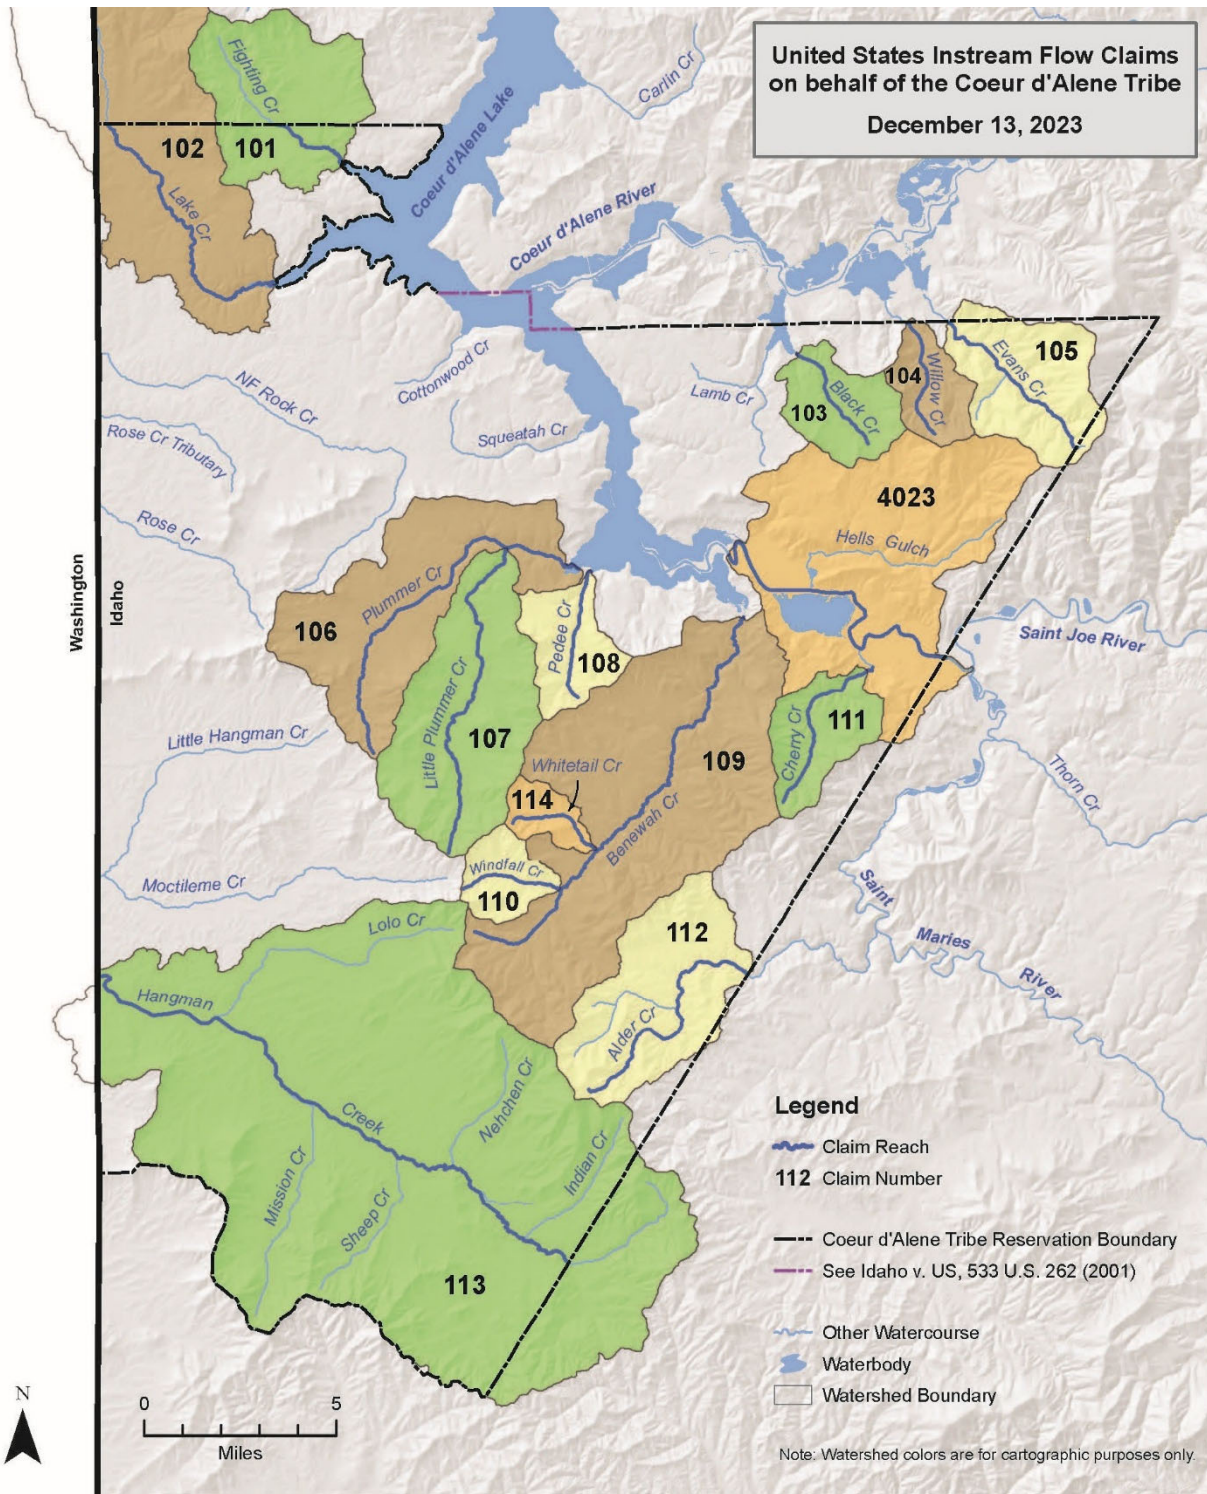 United States Instream Flow Claims
on behalf of the Coeur d'Alene Tribe
December 13, 2023
Fighting Cr
Carlin Cr
Coeur d'Alene Lake
102
101
Lake Cr
Coeur d'Alene River
Cottonwood Cr
NF Rock Cr
Squeatah Cr
Lamb Cr
103
Black Cr
104
Willow Cr
Evans Cr
105
Rose Cr Tributary
Rose Cr
4023
Hells Gulch
Washington
Idaho
Plummer Cr
106
Pedee Cr
108
Saint Joe River
Little Hangman Cr
Little Plummer Cr
107
109
Cherry Cr
111
Whitetail Cr
114
Thorn Cr
Benewah Cr
Windfall Cr
110
Moctileme Cr
Lolo Cr
112
Saint
Maries
River
Hangman
Alder Cr
Creek
Nehchen Cr
Indian Cr
Mission Cr
Sheep Cr
113
Legend
Claim Reach
112 Claim Number
Coeur d'Alene Tribe Reservation Boundary
See Idaho v. US, 533 U.S. 262 (2001)
Other Watercourse
Waterbody
Watershed Boundary
N
0 5
Miles
Note: Watershed colors are for cartographic purposes only.